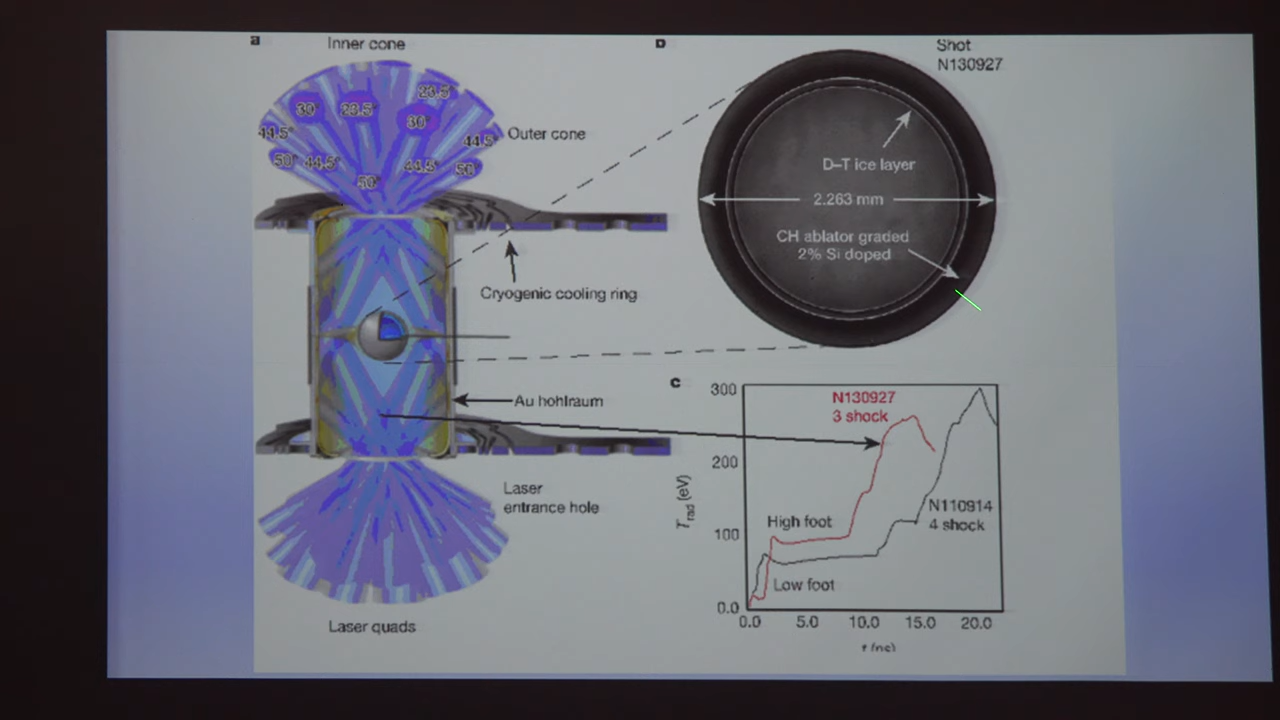 a
Inner cone
23.5°
30°
23.5°
30°
44.5°
44.5°
50°
44.5°
44.5°
50°
50°
Outer cone
Cryogenic cooling ring
Au hohlraum
Laser
entrance hole
Laser quads
b
Shot
N130927
D–T ice layer
2.263 mm
CH ablator graded
2% Si doped
c
300
200
100
0.0
T rad (eV)
N130927
3 shock
High foot
Low foot
N110914
4 shock
0.0 5.0 10.0 15.0 20.0
t (ns)